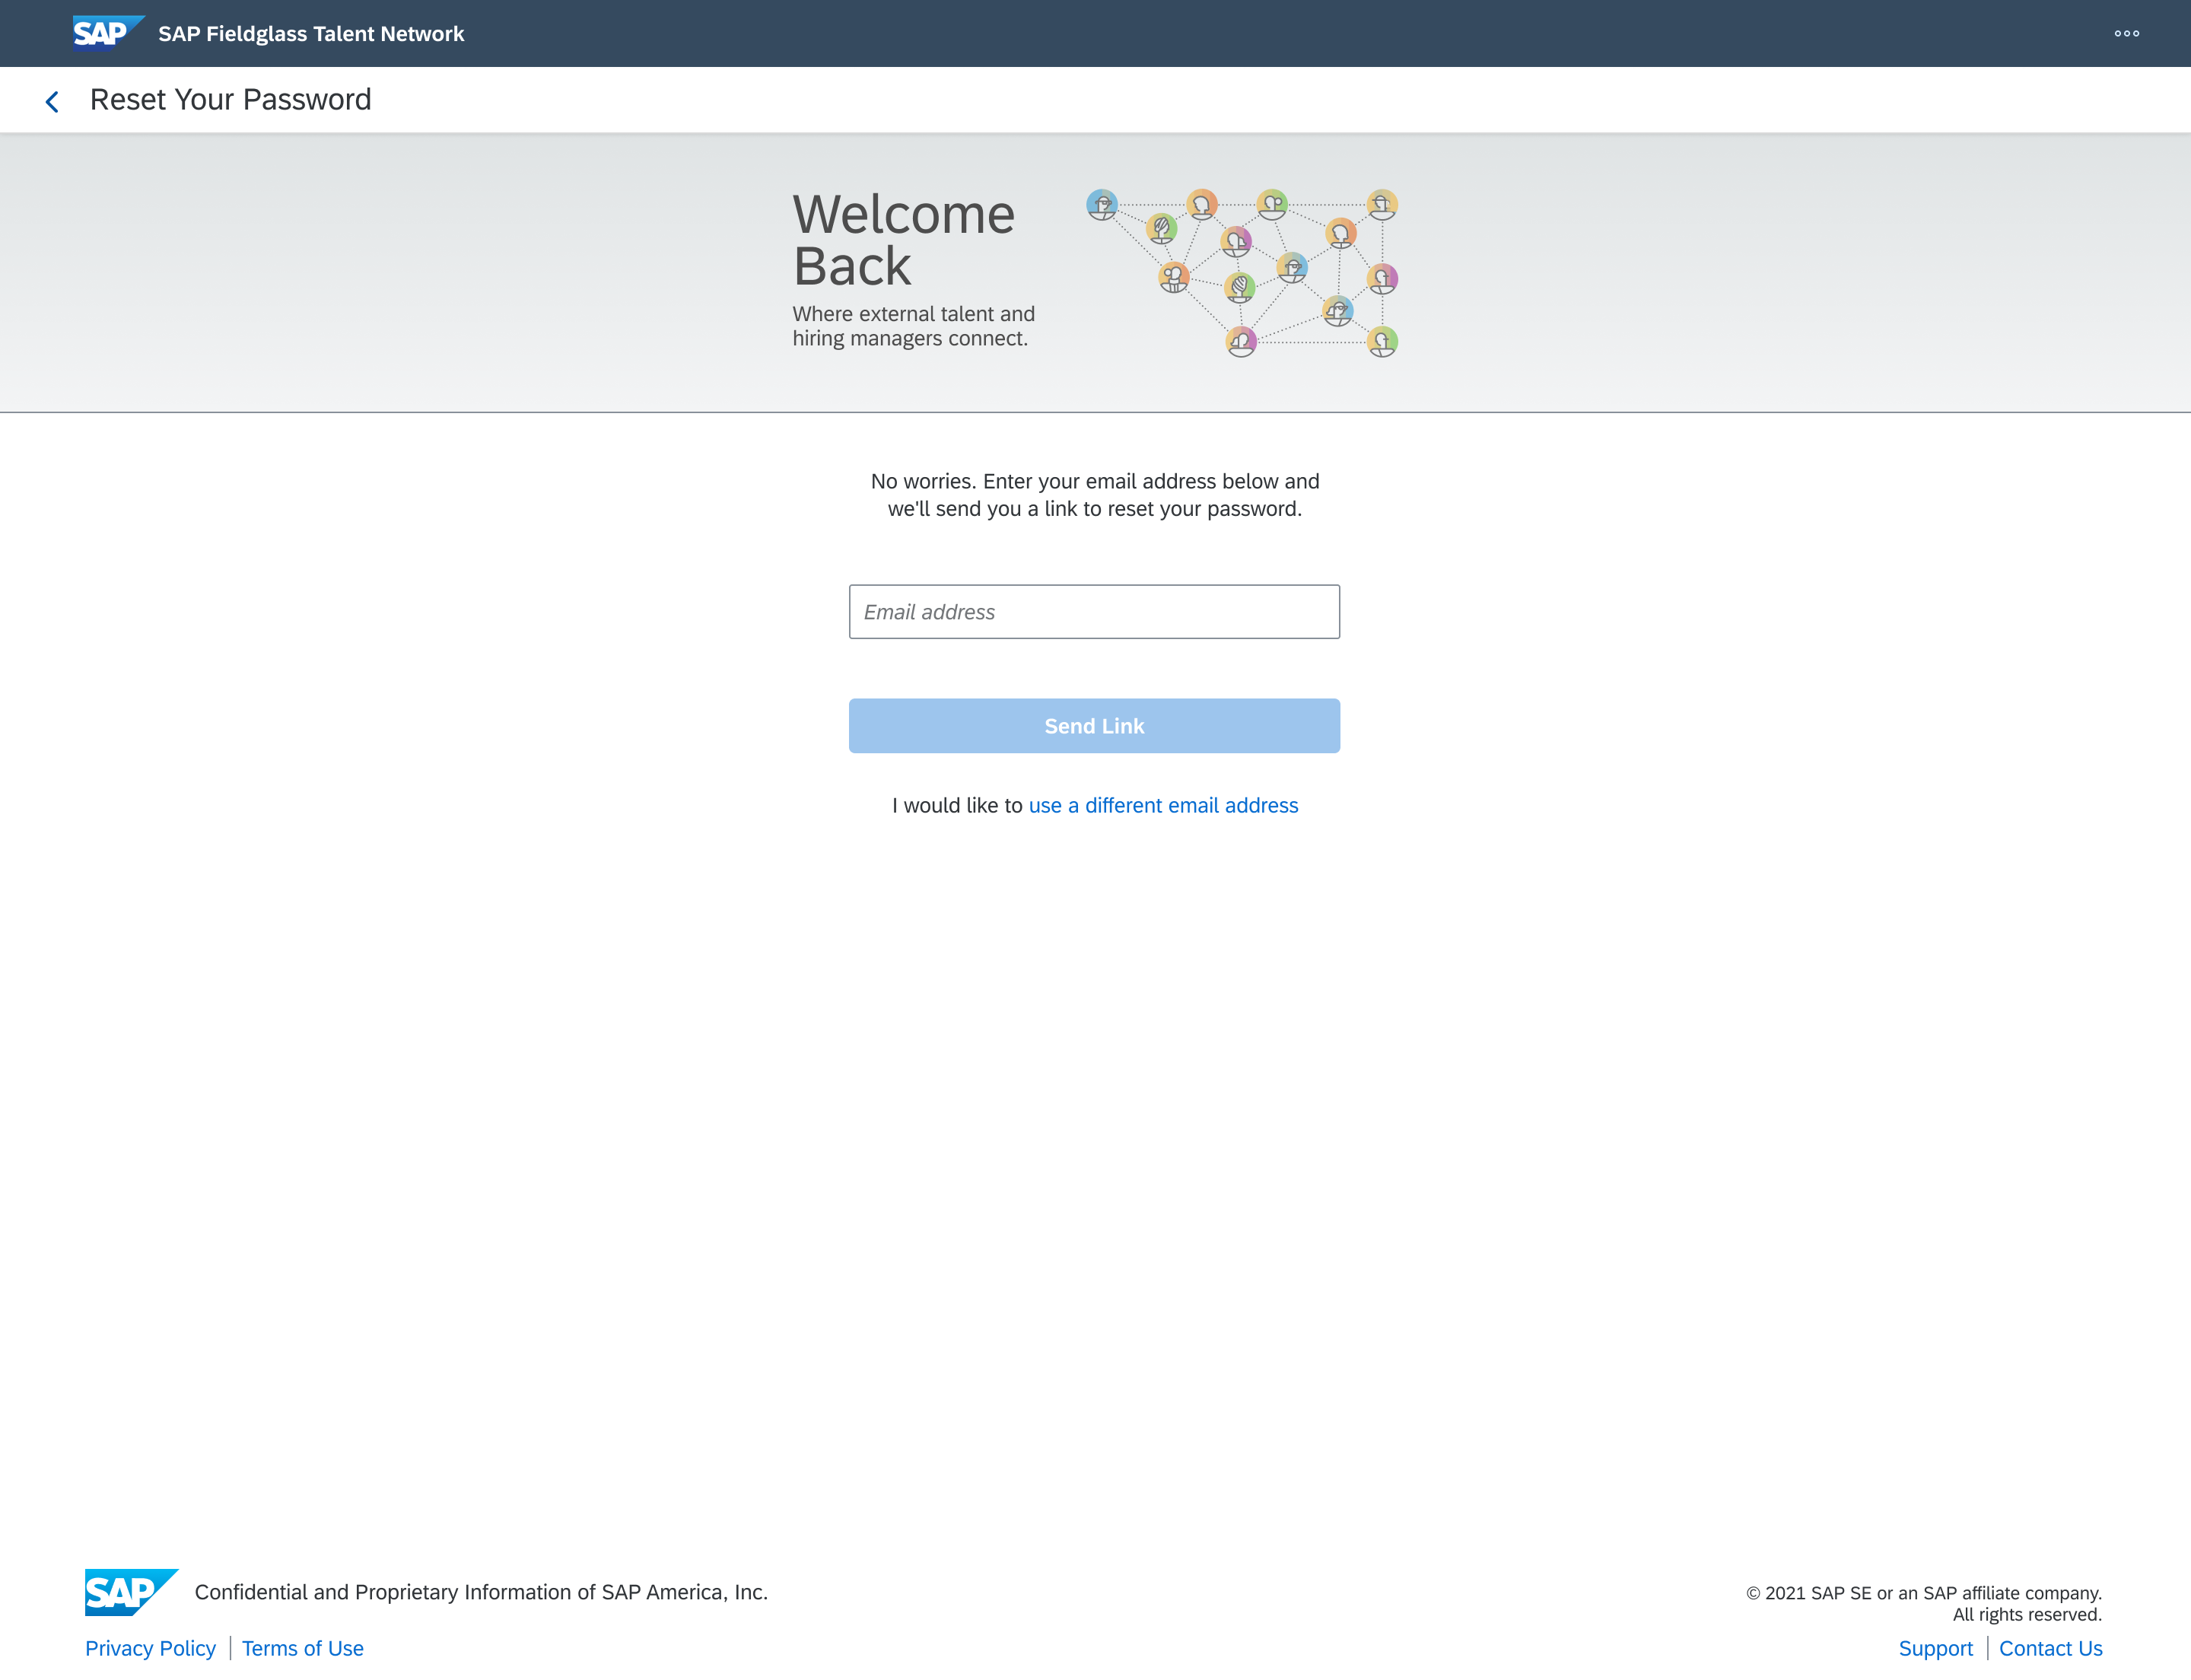 SAP SAP Fieldglass Talent Network
Reset Your Password
Welcome
Back
Where external talent and
hiring managers connect.
No worries. Enter your email address below and
we'll send you a link to reset your password.
Email address
Send Link
I would like to use a different email address
SAP Confidential and Proprietary Information of SAP America, Inc.
Privacy Policy | Terms of Use
© 2021 SAP SE or an SAP affiliate company.
All rights reserved.
Support | Contact Us